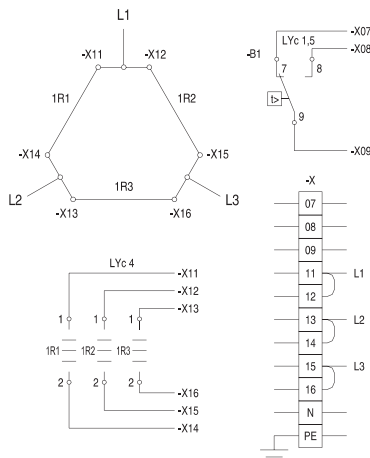 L1
-X11 -X12
1R1 1R2
-X14 -X15
L2 1R3 L3
-X13 -X16
-X07
LYc 1,5 -X08
-B1
7 8
t>
9
-X09
LYc 4 -X11
-X12
-X13
1 1 1
1R1 1R2 1R3
2 2 2
-X16
-X15
-X14
-X
07
08
09
11 L1
12
13 L2
14
15 L3
16
N
PE